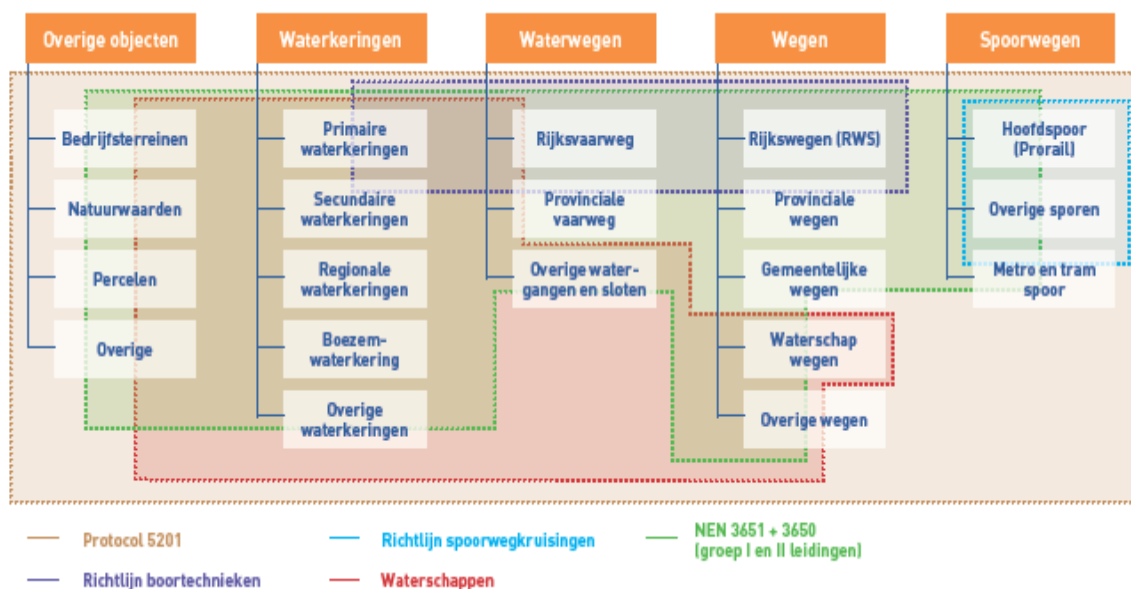 Overige objecten
Waterkeringen
Waterwegen
Wegen
Spoorwegen
Bedrijfsterreinen
Natuurwaarden
Percelen
Overige
Primaire
waterkeringen
Secundaire
waterkeringen
Regionale
waterkeringen
Boezem-
waterkering
Overige
waterkeringen
Rijksvaarweg
Provinciale
vaarweg
Overige water-
gangen en sloten
Rijkswegen (RWS)
Provinciale
wegen
Gemeentelijke
wegen
Waterschap
wegen
Overige wegen
Hoofdspoor
(Prorail)
Overige sporen
Metro en tram
spoor
Protocol 5201
Richtlijn boortechnieken
Richtlijn spoorwegkruisingen
Waterschappen
NEN 3651 + 3650
(groep I en II leidingen)